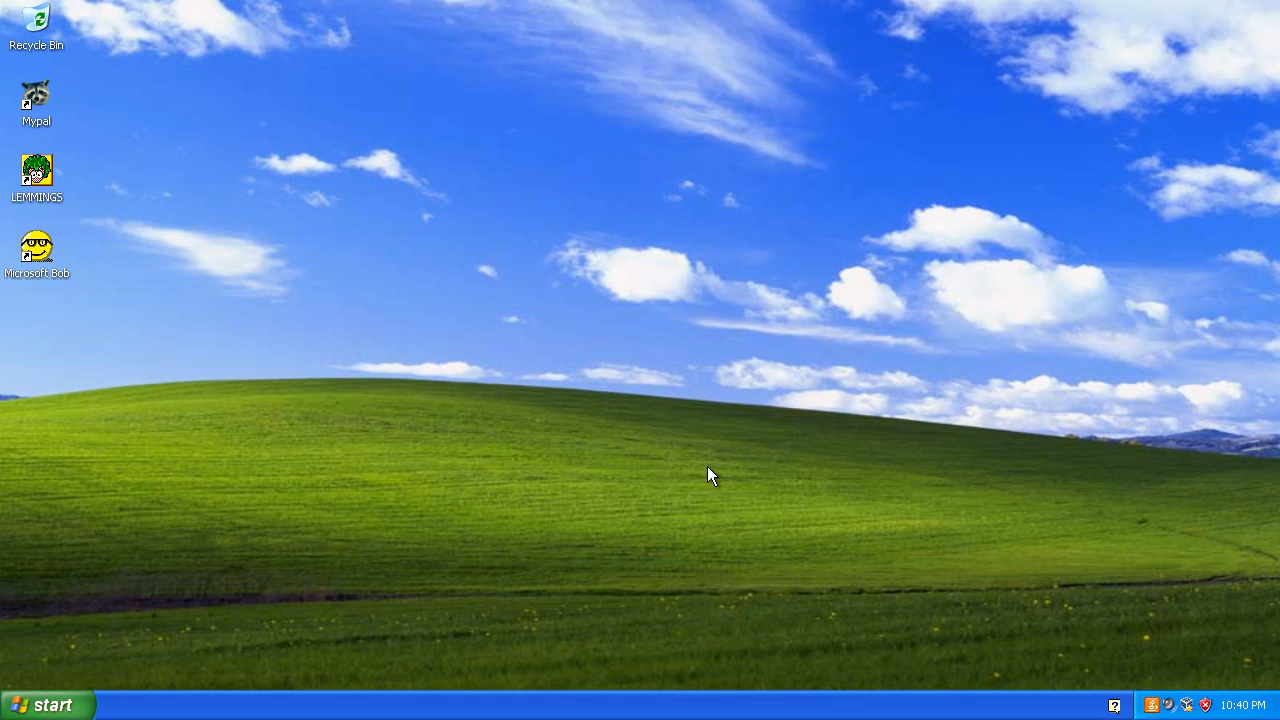 Recycle Bin
Mypal
LEMMINGS
Microsoft Bob
start
10:40 PM